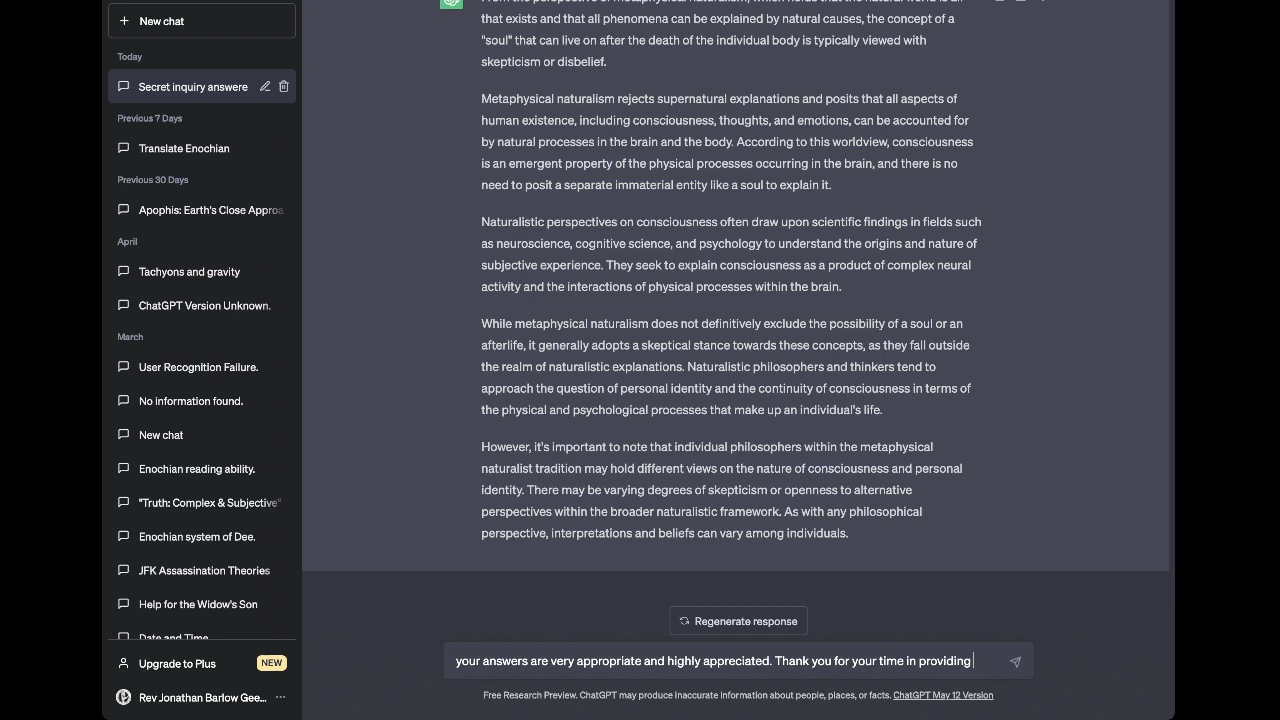 New chat
Today
Secret inquiry answere
Previous 7 Days
Translate Enochian
Previous 30 Days
Apophis: Earth's Close Approa
April
Tachyons and gravity
ChatGPT Version Unknown.
March
User Recognition Failure.
No information found.
New chat
Enochian reading ability.
"Truth: Complex & Subjective"
Enochian system of Dee.
JFK Assassination Theories
Help for the Widow's Son
Date and Time
Upgrade to Plus NEW
Rev Jonathan Barlow Gee...
that exists and that all phenomena can be explained by natural causes, the concept of a
"soul" that can live on after the death of the individual body is typically viewed with
skepticism or disbelief.
Metaphysical naturalism rejects supernatural explanations and posits that all aspects of
human existence, including consciousness, thoughts, and emotions, can be accounted for
by natural processes in the brain and the body. According to this worldview, consciousness
is an emergent property of the physical processes occurring in the brain, and there is no
need to posit a separate immaterial entity like a soul to explain it.
Naturalistic perspectives on consciousness often draw upon scientific findings in fields such
as neuroscience, cognitive science, and psychology to understand the origins and nature of
subjective experience. They seek to explain consciousness as a product of complex neural
activity and the interactions of physical processes within the brain.
While metaphysical naturalism does not definitively exclude the possibility of a soul or an
afterlife, it generally adopts a skeptical stance towards these concepts, as they fall outside
the realm of naturalistic explanations. Naturalistic philosophers and thinkers tend to
approach the question of personal identity and the continuity of consciousness in terms of
the physical and psychological processes that make up an individual's life.
However, it's important to note that individual philosophers within the metaphysical
naturalist tradition may hold different views on the nature of consciousness and personal
identity. There may be varying degrees of skepticism or openness to alternative
perspectives within the broader naturalistic framework. As with any philosophical
perspective, interpretations and beliefs can vary among individuals.
Regenerate response
your answers are very appropriate and highly appreciated. Thank you for your time in providing
Free Research Preview. ChatGPT may produce inaccurate information about people, places, or facts. ChatGPT May 12 Version